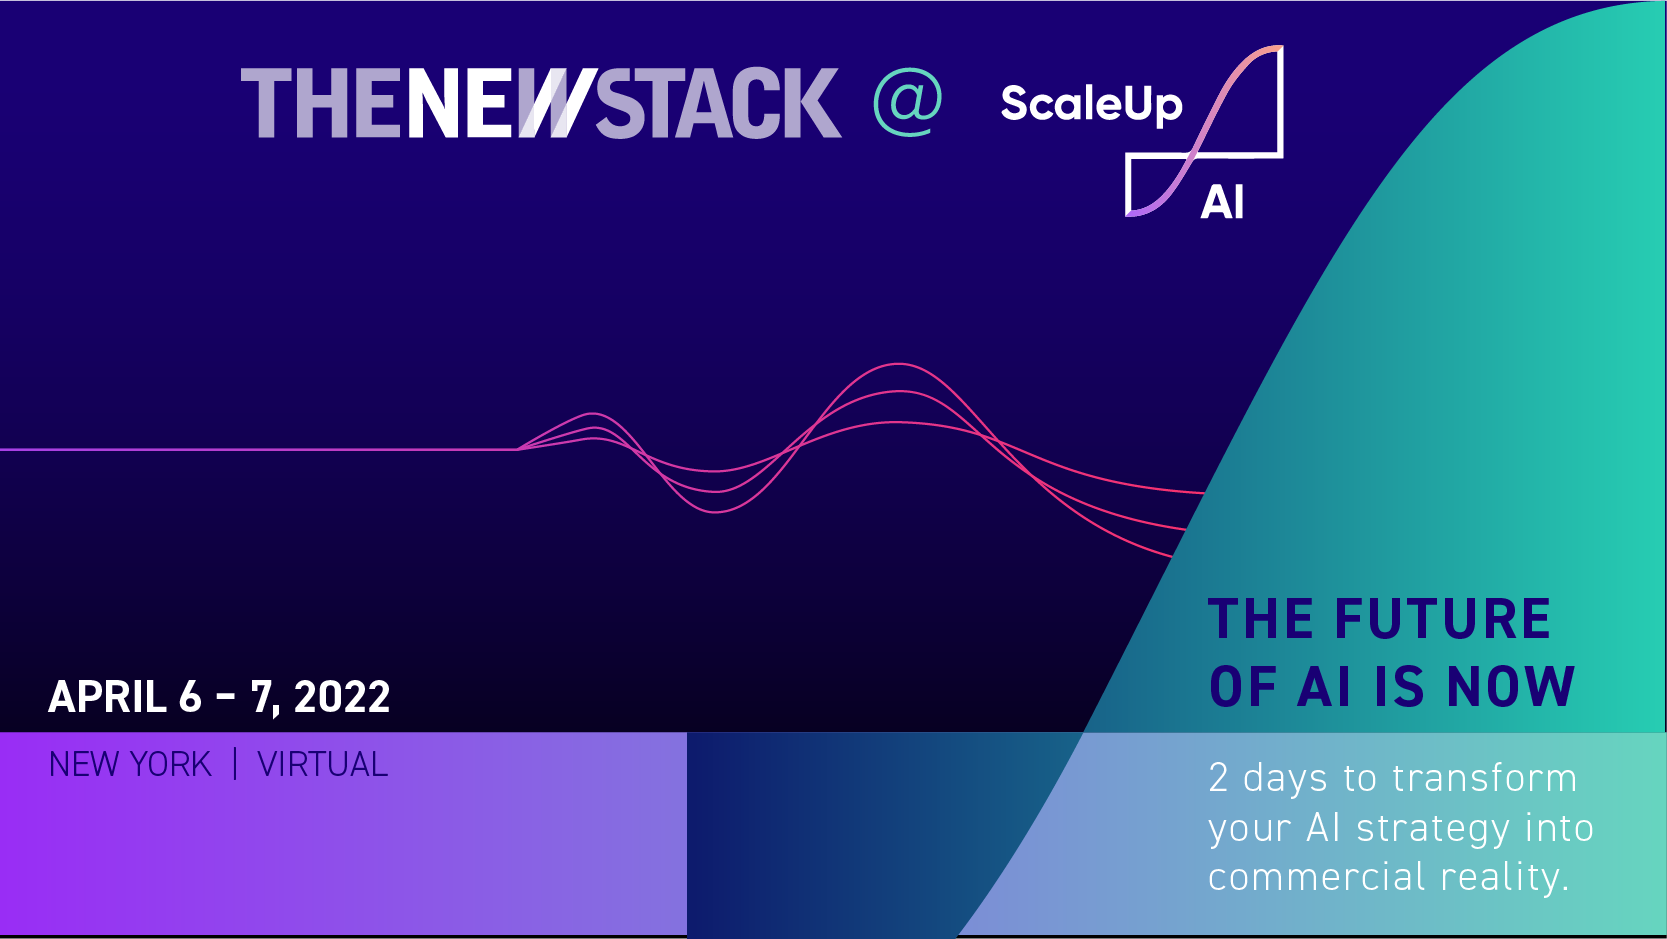 THENEWSTACK @ ScaleUp
AI
THE FUTURE
OF AI IS NOW
APRIL 6 – 7, 2022
NEW YORK | VIRTUAL
2 days to transform
your AI strategy into
commercial reality.